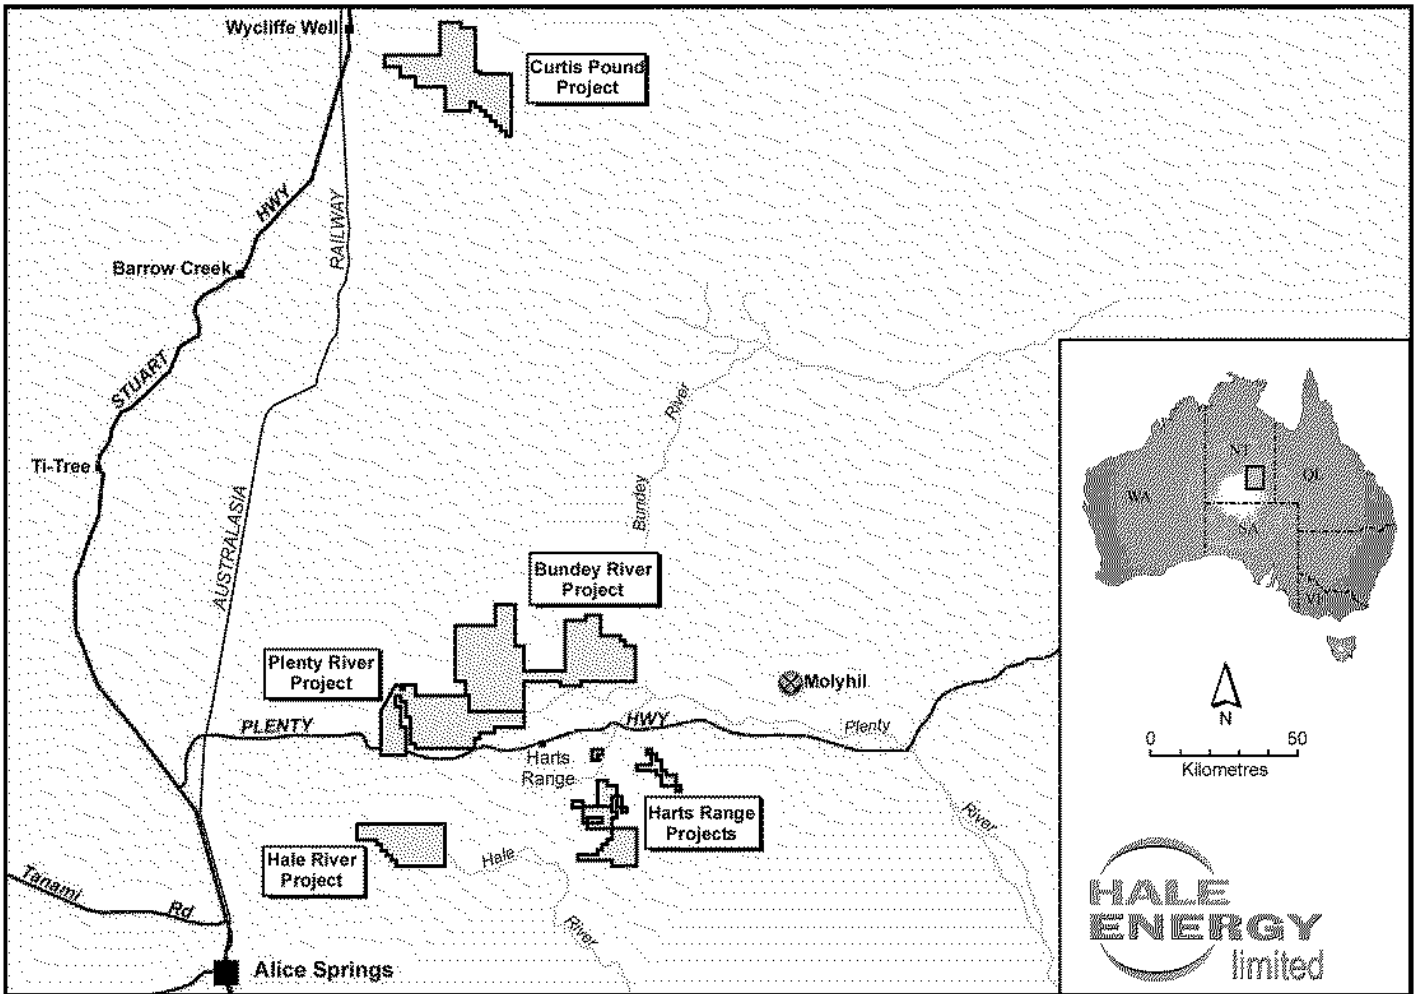 Wycliffe Well
Curtis Pound
Project
HWY
RAILWAY
Barrow Creek
STUART
River
Ti-Tree
Bundey
AUSTRALASIA
Bundey River
Project
Plenty River
Project
Molyhil
PLENTY
HWY
Plenty
Harts
Range
Harts Range
Projects
River
Hale River
Project
Hale
River
Tanami
Rd
Alice Springs
NT
QL
WA
SA
VI
N
0 50
Kilometres
HALE
ENERGY
limited